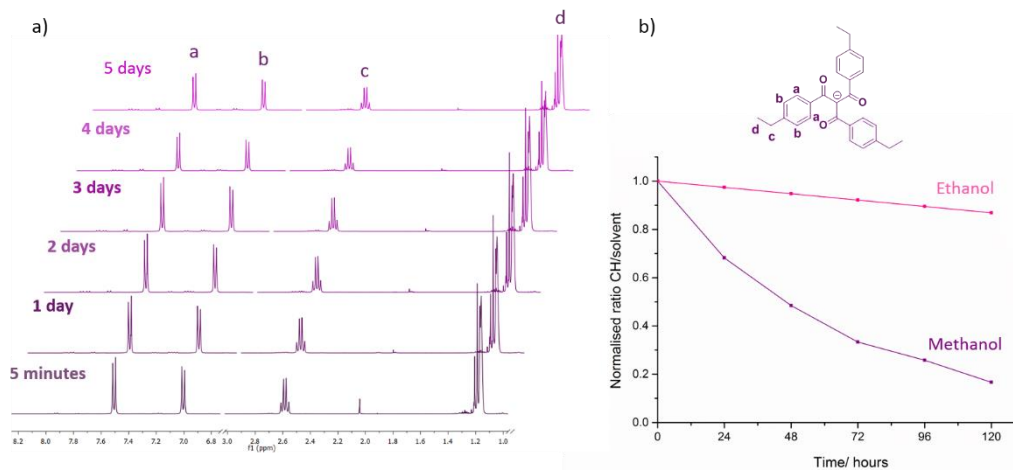 a)
d
a
b
c
5 days
4 days
3 days
2 days
1 day
5 minutes
8.2 8.0 7.8 7.6 7.4 7.2 7.0 6.8 3.0 2.8 2.6 2.4 2.2 2.0 1.8 1.6 1.4 1.2 1.0
f1 (ppm)
b)
O
a
b
O
O
a
b
d
c
⊖
Ethanol
Methanol
1.0
0.8
0.6
0.4
0.2
0.0
Normalised ratio CH/solvent
0 24 48 72 96 120
Time/ hours